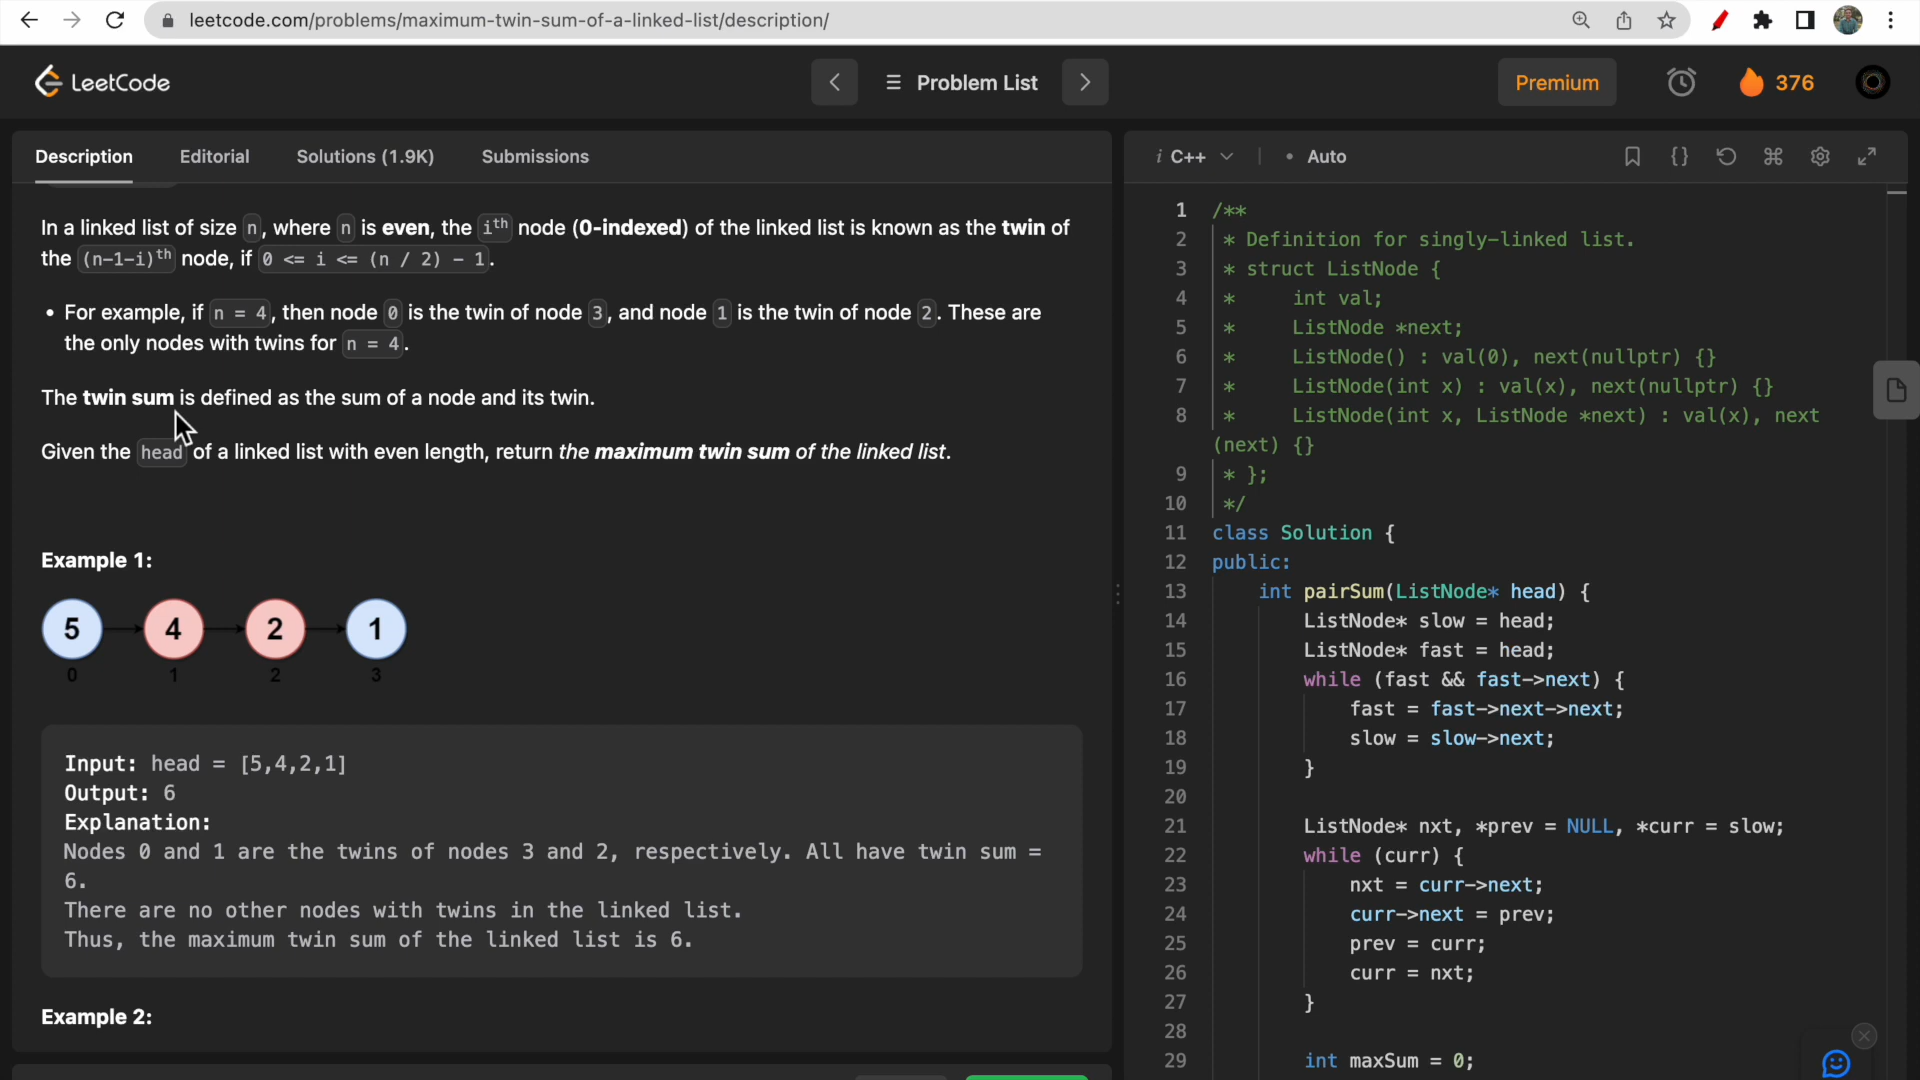 leetcode.com/problems/maximum-twin-sum-of-a-linked-list/description/
LeetCode
Problem List
Premium
376
Description Editorial Solutions (1.9K) Submissions
In a linked list of size n, where n is even, the ith node (0-indexed) of the linked list is known as the twin of
the (n-1-i)th node, if 0 <= i <= (n / 2) - 1.
• For example, if n = 4, then node 0 is the twin of node 3, and node 1 is the twin of node 2. These are
the only nodes with twins for n = 4.
The twin sum is defined as the sum of a node and its twin.
Given the head of a linked list with even length, return the maximum twin sum of the linked list.
Example 1:
5 4 2 1
0 1 2 3
Input: head = [5,4,2,1]
Output: 6
Explanation:
Nodes 0 and 1 are the twins of nodes 3 and 2, respectively. All have twin sum =
6.
There are no other nodes with twins in the linked list.
Thus, the maximum twin sum of the linked list is 6.
Example 2:
i C++ • Auto
1 /**
2 * Definition for singly-linked list.
3 * struct ListNode {
4 *     int val;
5 *     ListNode *next;
6 *     ListNode() : val(0), next(nullptr) {}
7 *     ListNode(int x) : val(x), next(nullptr) {}
8 *     ListNode(int x, ListNode *next) : val(x), next
(next) {}
9 * };
10 */
11 class Solution {
12 public:
13     int pairSum(ListNode* head) {
14         ListNode* slow = head;
15         ListNode* fast = head;
16         while (fast && fast->next) {
17             fast = fast->next->next;
18             slow = slow->next;
19         }
20
21         ListNode* nxt, *prev = NULL, *curr = slow;
22         while (curr) {
23             nxt = curr->next;
24             curr->next = prev;
25             prev = curr;
26             curr = nxt;
27         }
28
29         int maxSum = 0;